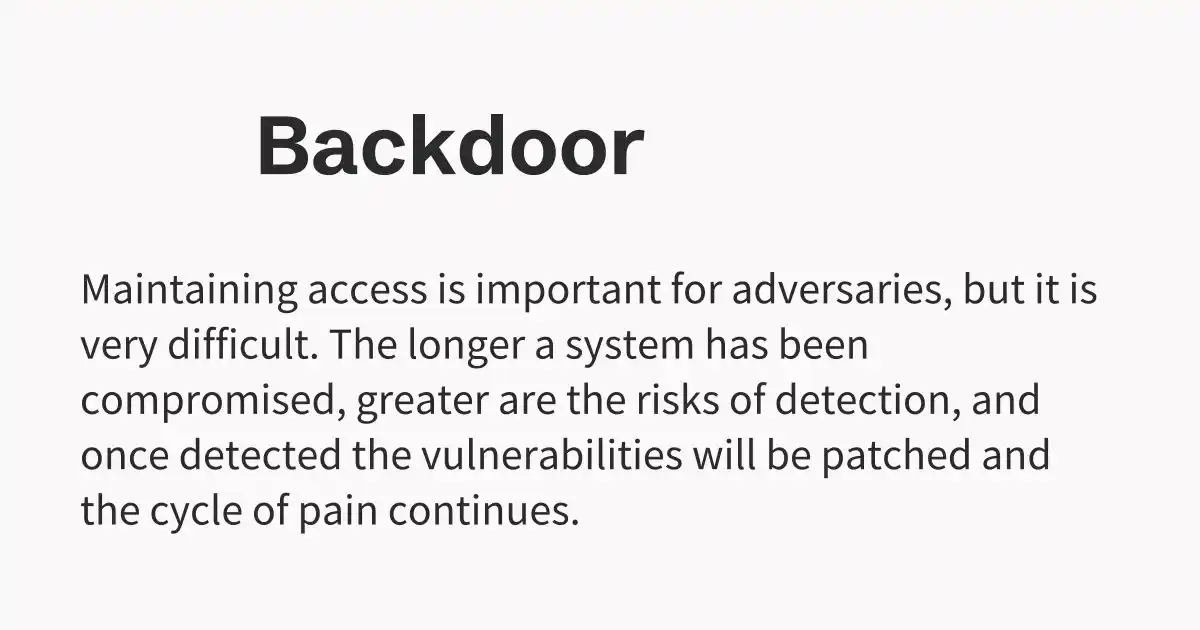 Backdoor
Maintaining access is important for adversaries, but it is
very difficult. The longer a system has been
compromised, greater are the risks of detection, and
once detected the vulnerabilities will be patched and
the cycle of pain continues.